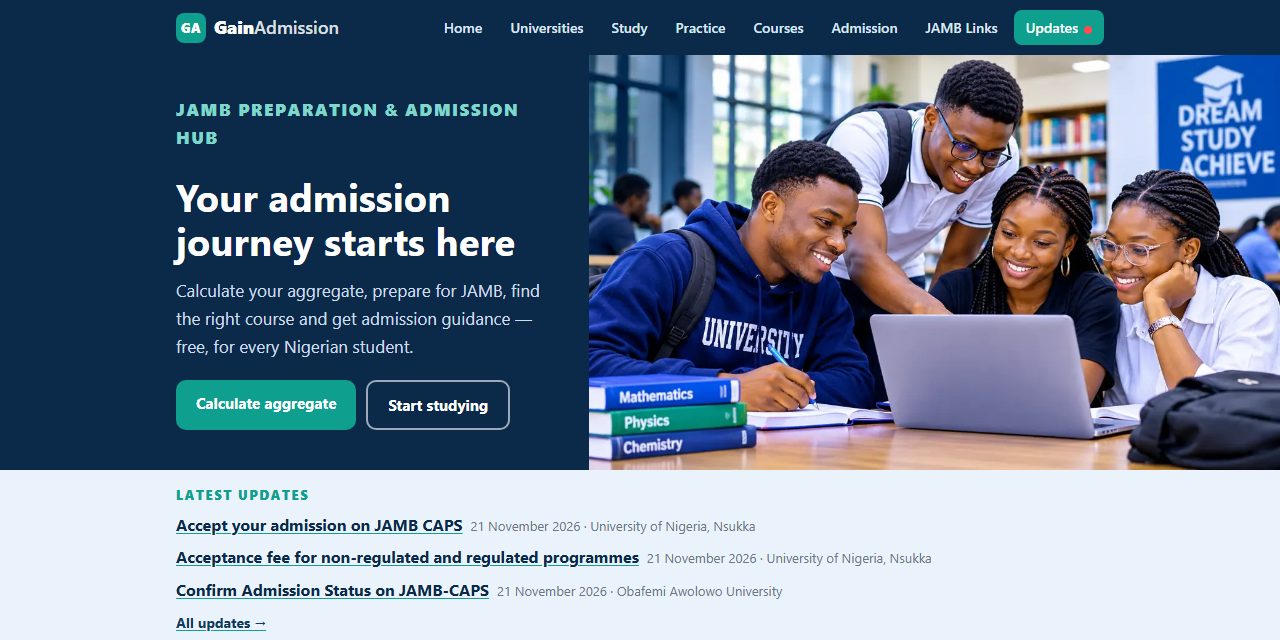 GA GainAdmission Home Universities Study Practice Courses Admission JAMB Links Updates
JAMB PREPARATION & ADMISSION
HUB
Your admission
journey starts here
Calculate your aggregate, prepare for JAMB, find
the right course and get admission guidance —
free, for every Nigerian student.
Calculate aggregate Start studying
DREAM
STUDY
ACHIEVE
UNIVERSITY
Mathematics
Physics
Chemistry
LATEST UPDATES
Accept your admission on JAMB CAPS 21 November 2026 · University of Nigeria, Nsukka
Acceptance fee for non-regulated and regulated programmes 21 November 2026 · University of Nigeria, Nsukka
Confirm Admission Status on JAMB-CAPS 21 November 2026 · Obafemi Awolowo University
All updates →